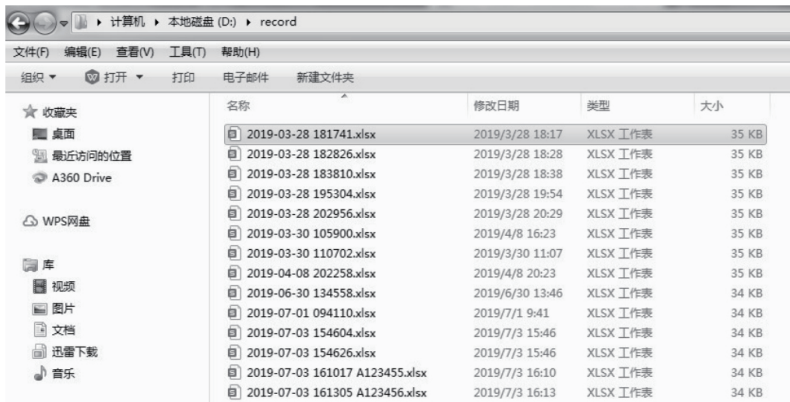 计算机 ▸ 本地磁盘 (D:) ▸ record
文件(F) 编辑(E) 查看(V) 工具(T) 帮助(H)
组织 打开 打印 电子邮件 新建文件夹
收藏夹
桌面
最近访问的位置
A360 Drive
WPS网盘
库
视频
图片
文档
迅雷下载
音乐
名称 修改日期 类型 大小
2019-03-28 181741.xlsx 2019/3/28 18:17 XLSX 工作表 35 KB
2019-03-28 182826.xlsx 2019/3/28 18:28 XLSX 工作表 35 KB
2019-03-28 183810.xlsx 2019/3/28 18:38 XLSX 工作表 35 KB
2019-03-28 195304.xlsx 2019/3/28 19:54 XLSX 工作表 35 KB
2019-03-28 202956.xlsx 2019/3/28 20:29 XLSX 工作表 35 KB
2019-03-30 105900.xlsx 2019/4/8 16:23 XLSX 工作表 35 KB
2019-03-30 110702.xlsx 2019/3/30 11:07 XLSX 工作表 35 KB
2019-04-08 202258.xlsx 2019/4/8 20:23 XLSX 工作表 35 KB
2019-06-30 134558.xlsx 2019/6/30 13:46 XLSX 工作表 34 KB
2019-07-01 094110.xlsx 2019/7/1 9:41 XLSX 工作表 34 KB
2019-07-03 154604.xlsx 2019/7/3 15:46 XLSX 工作表 34 KB
2019-07-03 154626.xlsx 2019/7/3 15:46 XLSX 工作表 34 KB
2019-07-03 161017 A123455.xlsx 2019/7/3 16:10 XLSX 工作表 34 KB
2019-07-03 161305 A123456.xlsx 2019/7/3 16:13 XLSX 工作表 34 KB